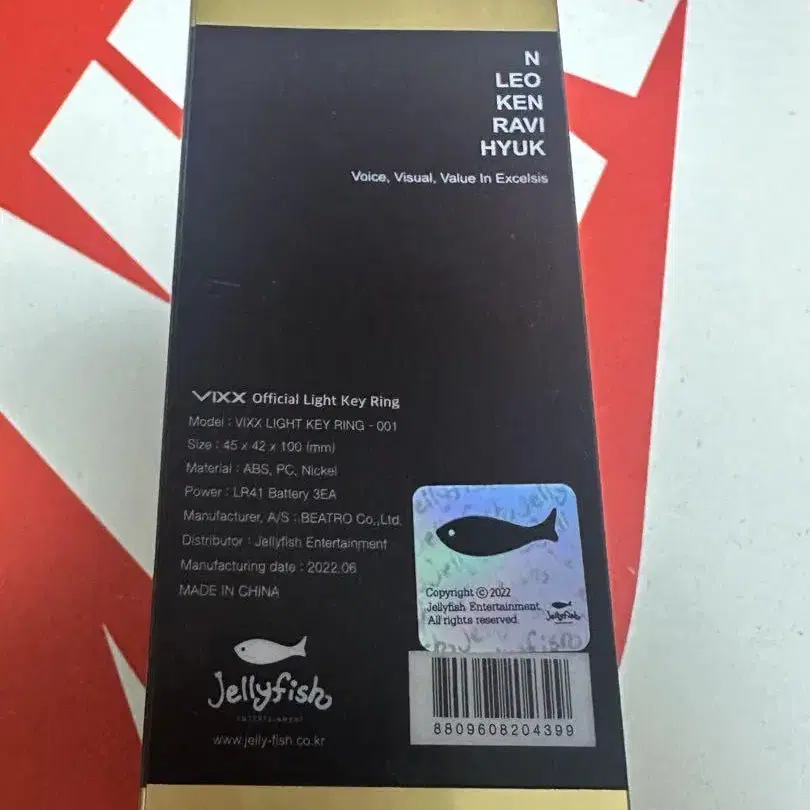 N
LEO
KEN
RAVI
HYUK
Voice, Visual, Value In Excelsis
VIXX Official Light Key Ring
Model : VIXX LIGHT KEY RING - 001
Size : 45 x 42 x 100 (mm)
Material : ABS, PC, Nickel
Power : LR41 Battery 3EA
Manufacturer, A/S : BEATRO Co.,Ltd.
Distributor : Jellyfish Entertainment
Manufacturing date : 2022.06
MADE IN CHINA
Jellyfish
ENTERTAINMENT
www.jelly-fish.co.kr
Copyright ⓒ 2022
Jellyfish Entertainment
All rights reserved.
Jellyfish
8809608204399